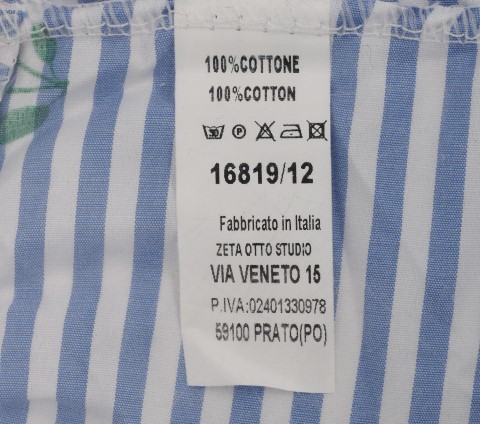 100%COTTONE
100%COTTON
16819/12
Fabbricato in Italia
ZETA OTTO STUDIO
VIA VENETO 15
P.IVA:02401330978
59100 PRATO(PO)